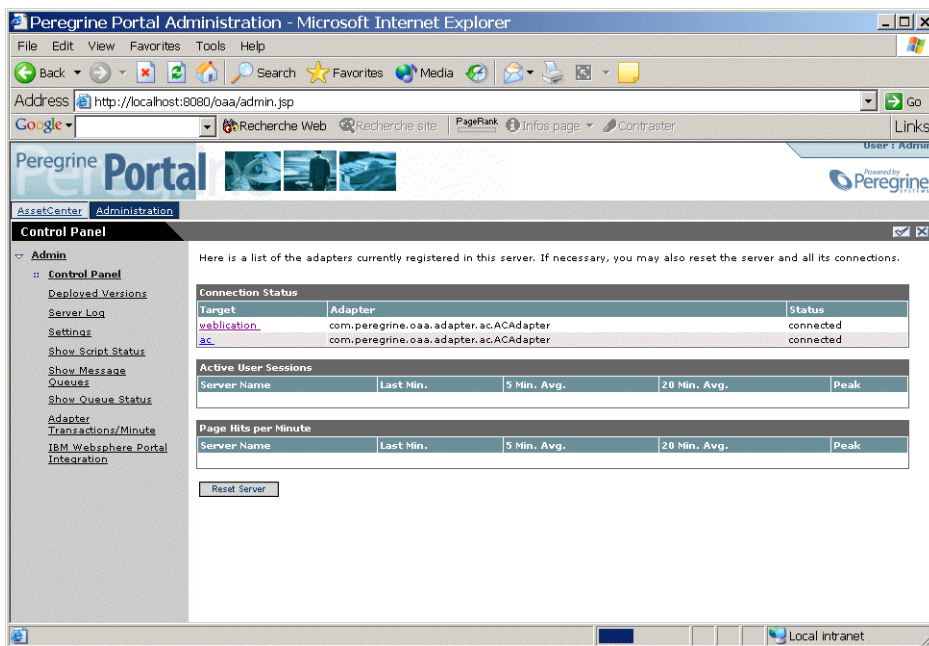 Peregrine Portal Administration - Microsoft Internet Explorer
File Edit View Favorites Tools Help
Back Search Favorites Media
Address http://localhost:8080/oaa/admin.jsp Go
Google Recherche Web Recherche site PageRank Infos page Contraster Links
User : Admin
Peregrine Portal
Powered by
Peregrine
SYSTEMS
AssetCenter Administration
Control Panel
Admin
Control Panel
Deployed Versions
Server Log
Settings
Show Script Status
Show Message
Queues
Show Queue Status
Adapter
Transactions/Minute
IBM Websphere Portal
Integration
Here is a list of the adapters currently registered in this server. If necessary, you may also reset the server and all its connections.
Connection Status
Target Adapter Status
weblication com.peregrine.oaa.adapter.ac.ACAdapter connected
ac com.peregrine.oaa.adapter.ac.ACAdapter connected
Active User Sessions
Server Name Last Min. 5 Min. Avg. 20 Min. Avg. Peak
Page Hits per Minute
Server Name Last Min. 5 Min. Avg. 20 Min. Avg. Peak
Reset Server
Local intranet